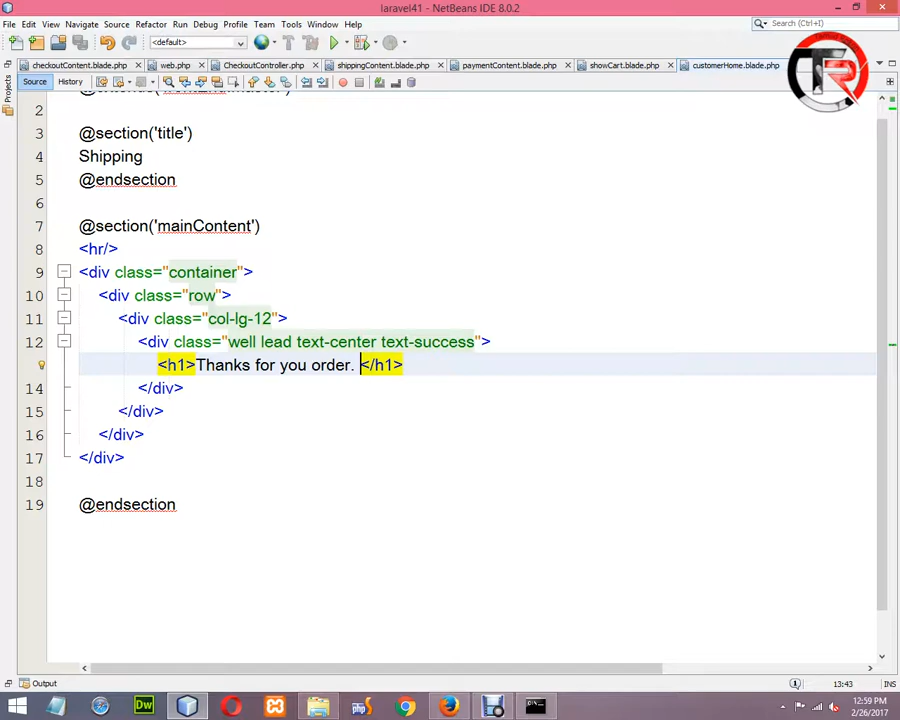 laravel41 - NetBeans IDE 8.0.2
File Edit View Navigate Source Refactor Run Debug Profile Team Tools Window Help
Search (Ctrl+I)
<default>
checkoutContent.blade.php web.php CheckoutController.php shippingContent.blade.php paymentContent.blade.php showCart.blade.php customerHome.blade.php
Source History
Projects
2
3 @section('title')
4 Shipping
5 @endsection
6
7 @section('mainContent')
8 <hr/>
9 <div class="container">
10 <div class="row">
11 <div class="col-lg-12">
12 <div class="well lead text-center text-success">
<h1>Thanks for you order. </h1>
14 </div>
15 </div>
16 </div>
17 </div>
18
19 @endsection
Output
13:43 INS
Dw
12:59 PM
2/26/2017